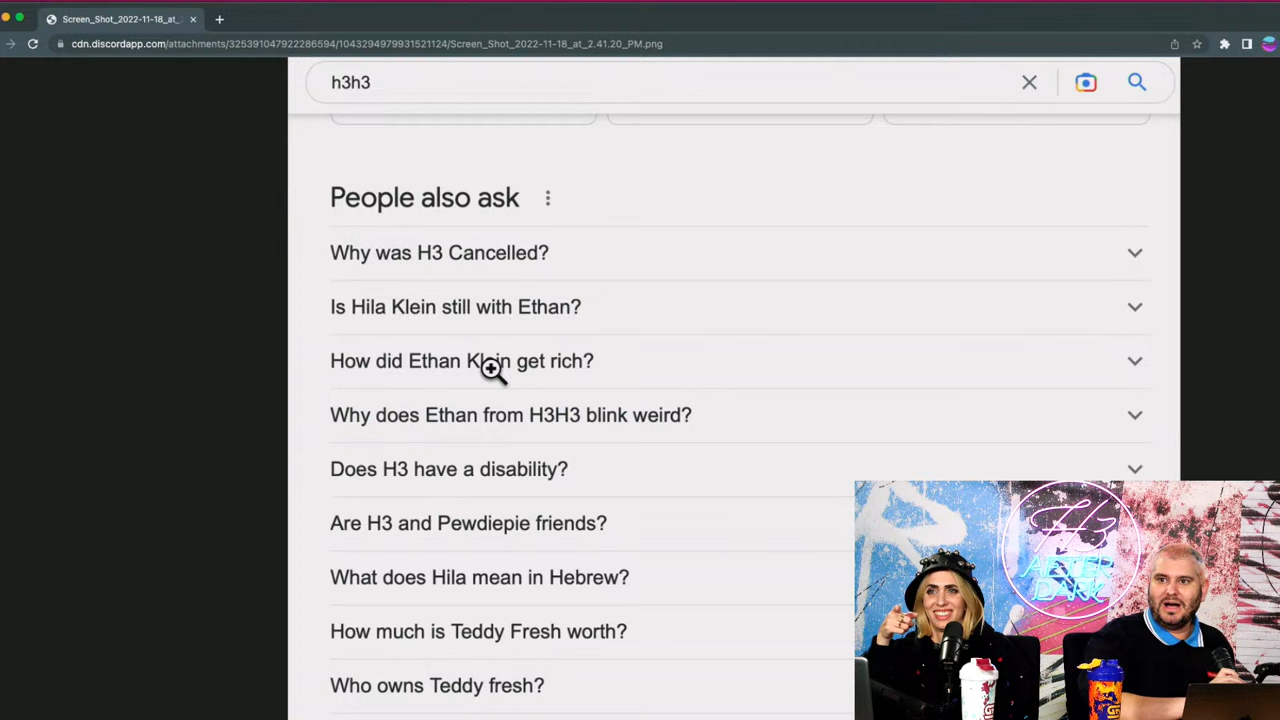 Screen_Shot_2022-11-18_at_
cdn.discordapp.com/attachments/325391047922286594/1043294979931521124/Screen_Shot_2022-11-18_at_2.41.20_PM.png
h3h3
People also ask
Why was H3 Cancelled?
Is Hila Klein still with Ethan?
How did Ethan Klein get rich?
Why does Ethan from H3H3 blink weird?
Does H3 have a disability?
Are H3 and Pewdiepie friends?
What does Hila mean in Hebrew?
How much is Teddy Fresh worth?
Who owns Teddy fresh?
H3
AFTER
DARK